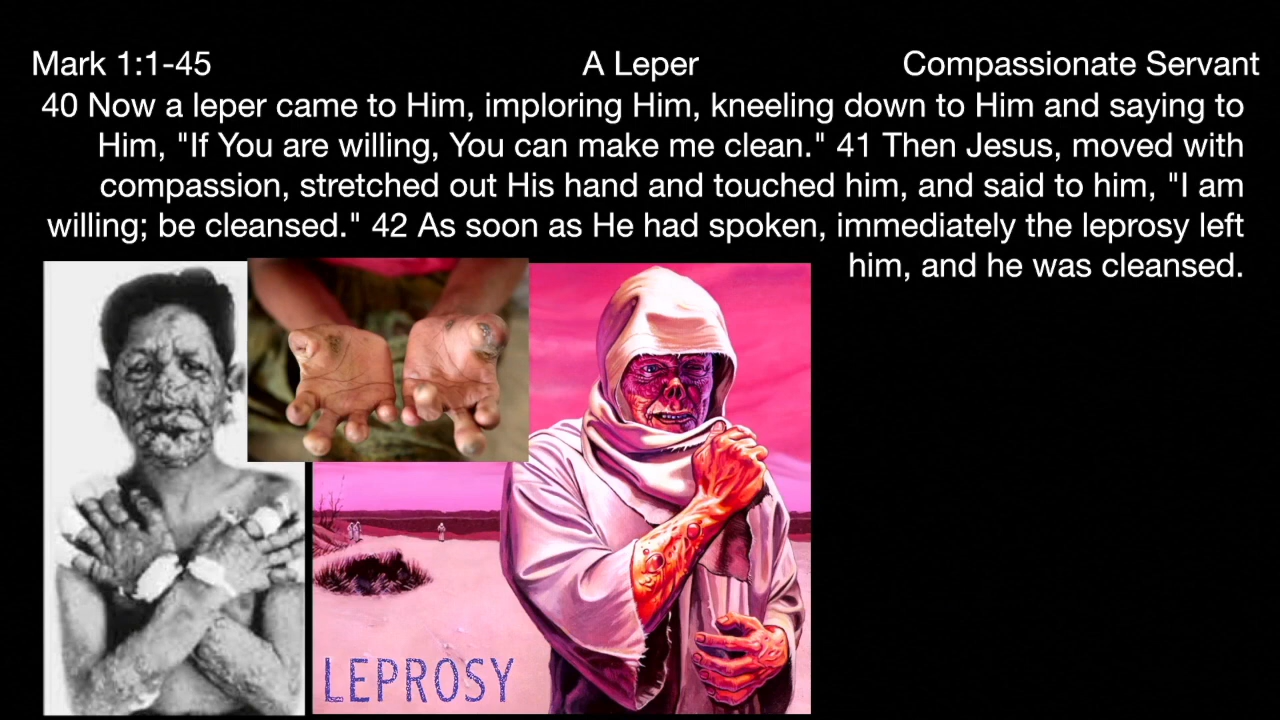 Mark 1:1-45 A Leper Compassionate Servant
40 Now a leper came to Him, imploring Him, kneeling down to Him and saying to
Him, "If You are willing, You can make me clean." 41 Then Jesus, moved with
compassion, stretched out His hand and touched him, and said to him, "I am
willing; be cleansed." 42 As soon as He had spoken, immediately the leprosy left
him, and he was cleansed.
LEPROSY